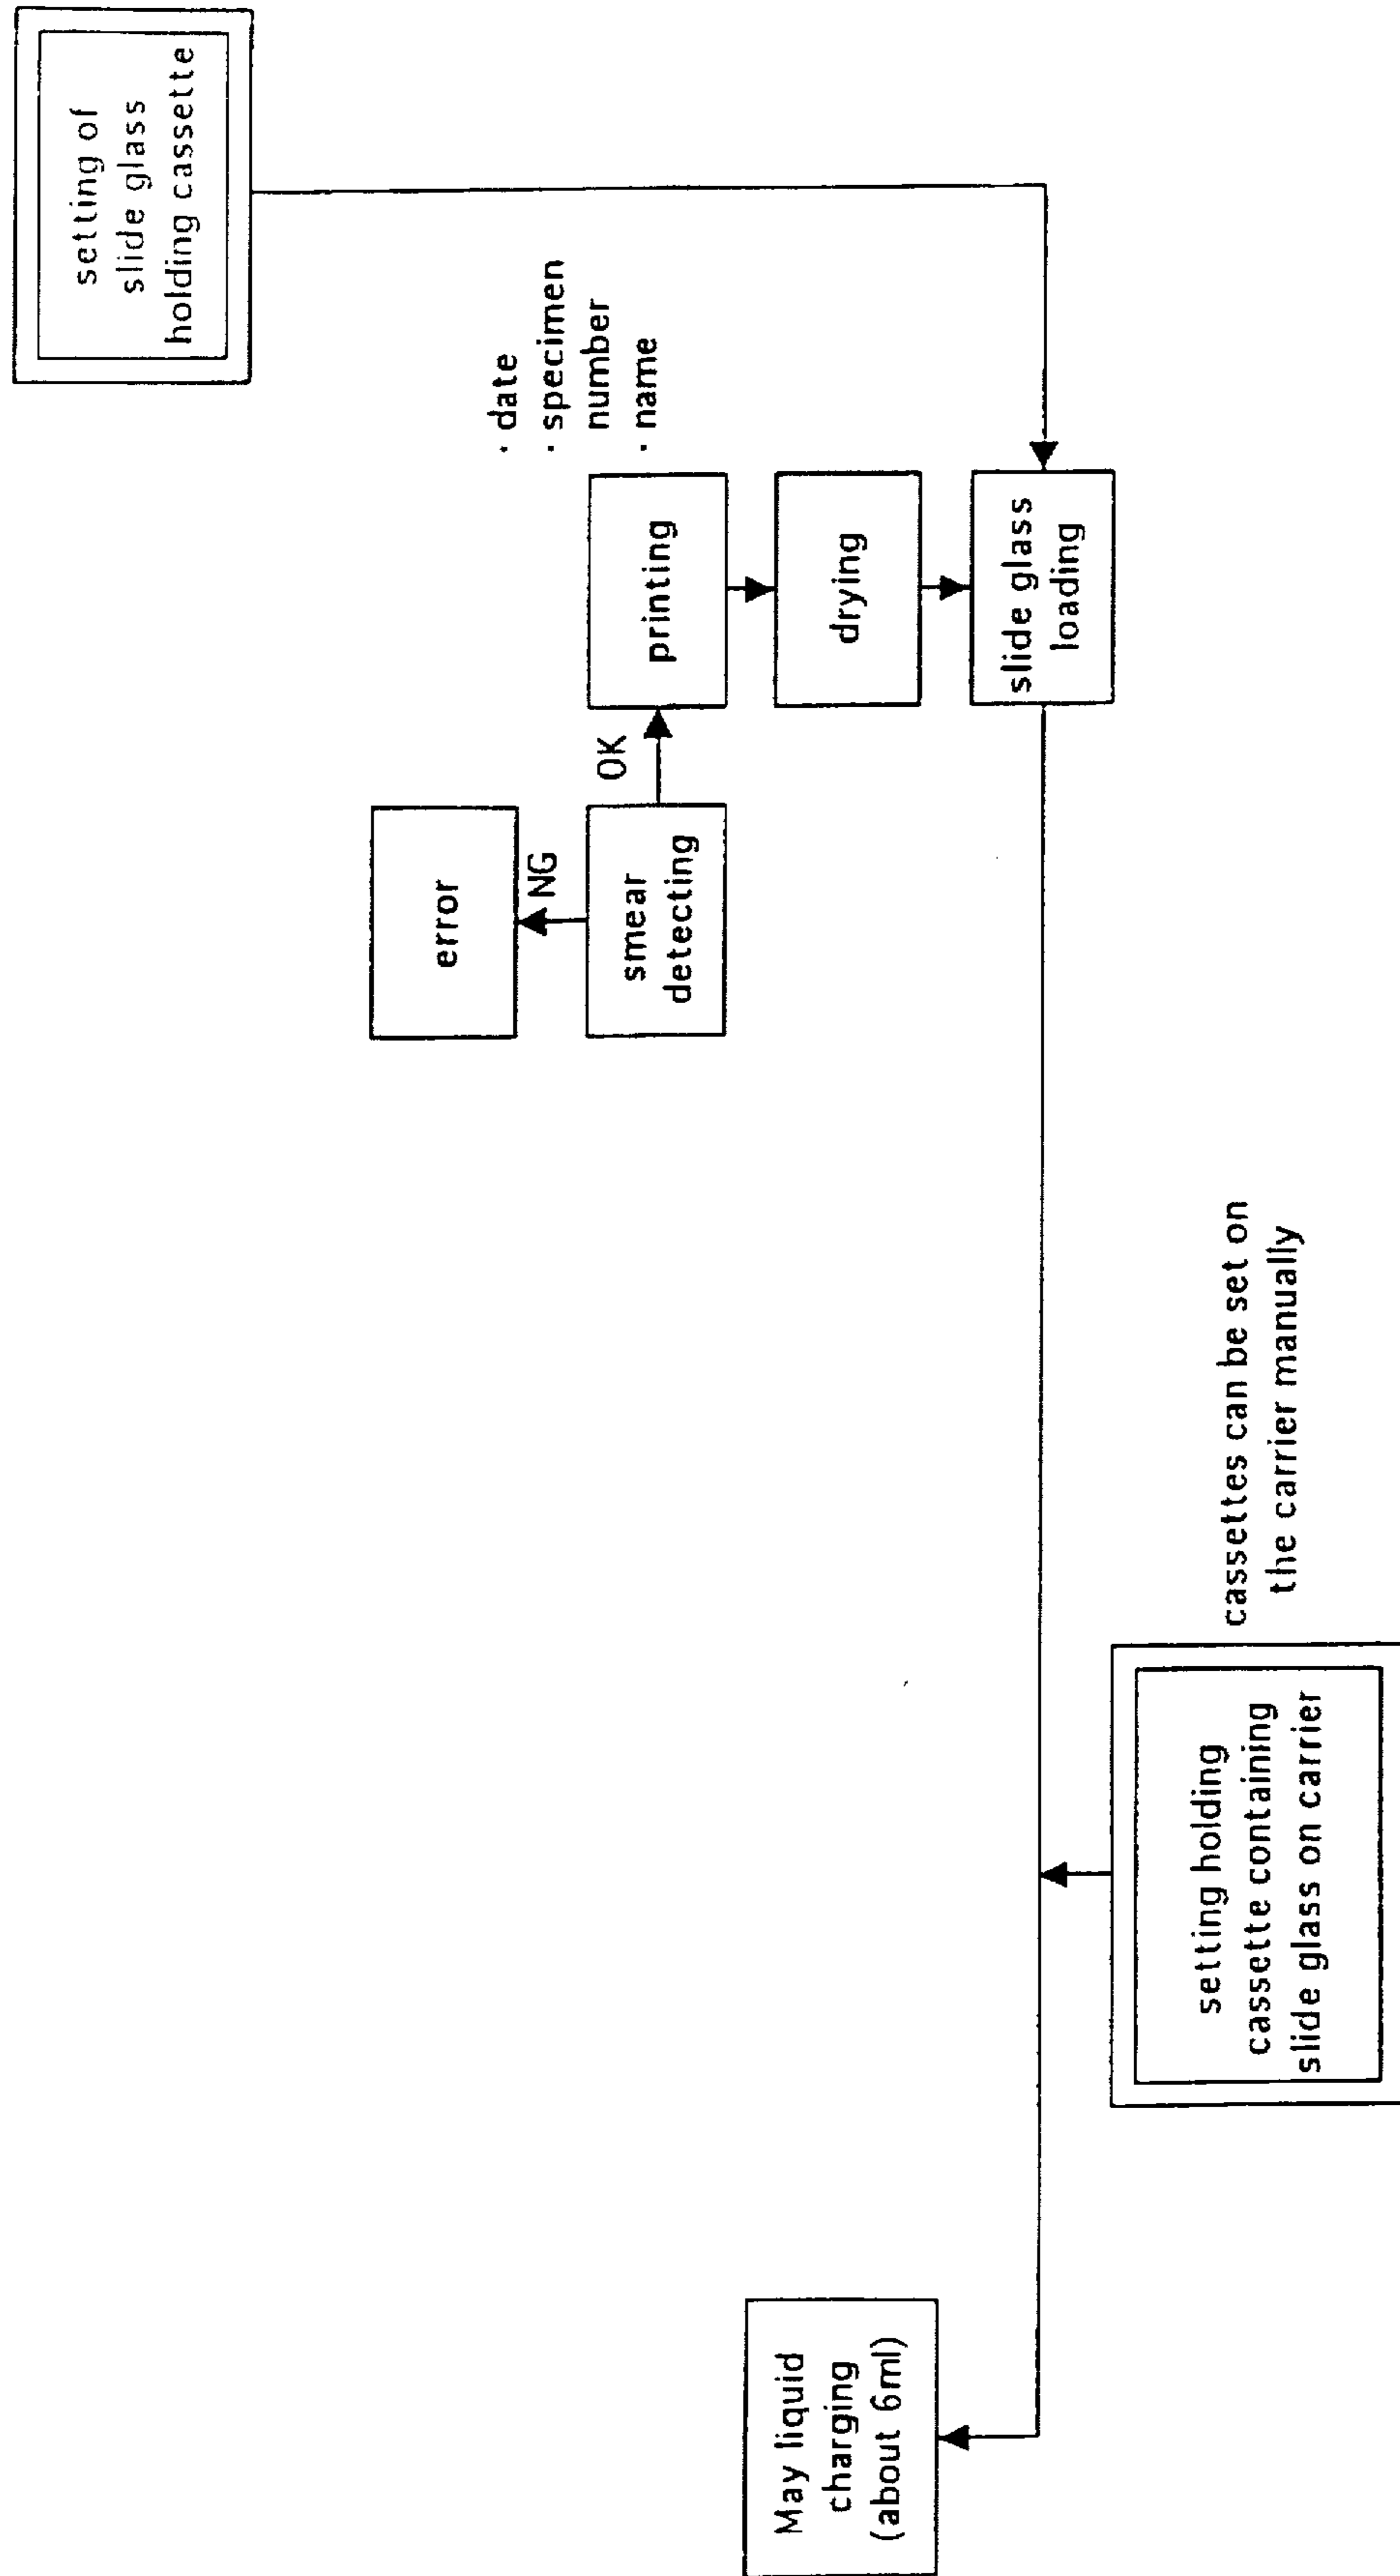 May liquid
charging
(about 6ml)
setting holding
cassette containing
slide glass on carrier
cassettes can be set on
the carrier manually
error
NG
smear
detecting
OK
printing
· date
· specimen
number
· name
drying
slide glass
loading
setting of
slide glass
holding cassette